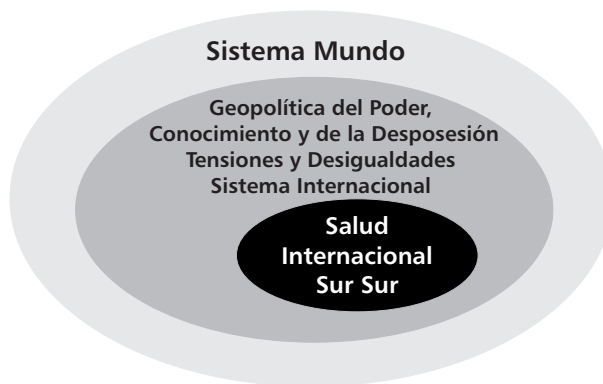 Sistema Mundo
Geopolítica del Poder,
Conocimiento y de la Desposesión
Tensiones y Desigualdades
Sistema Internacional
Salud
Internacional
Sur Sur